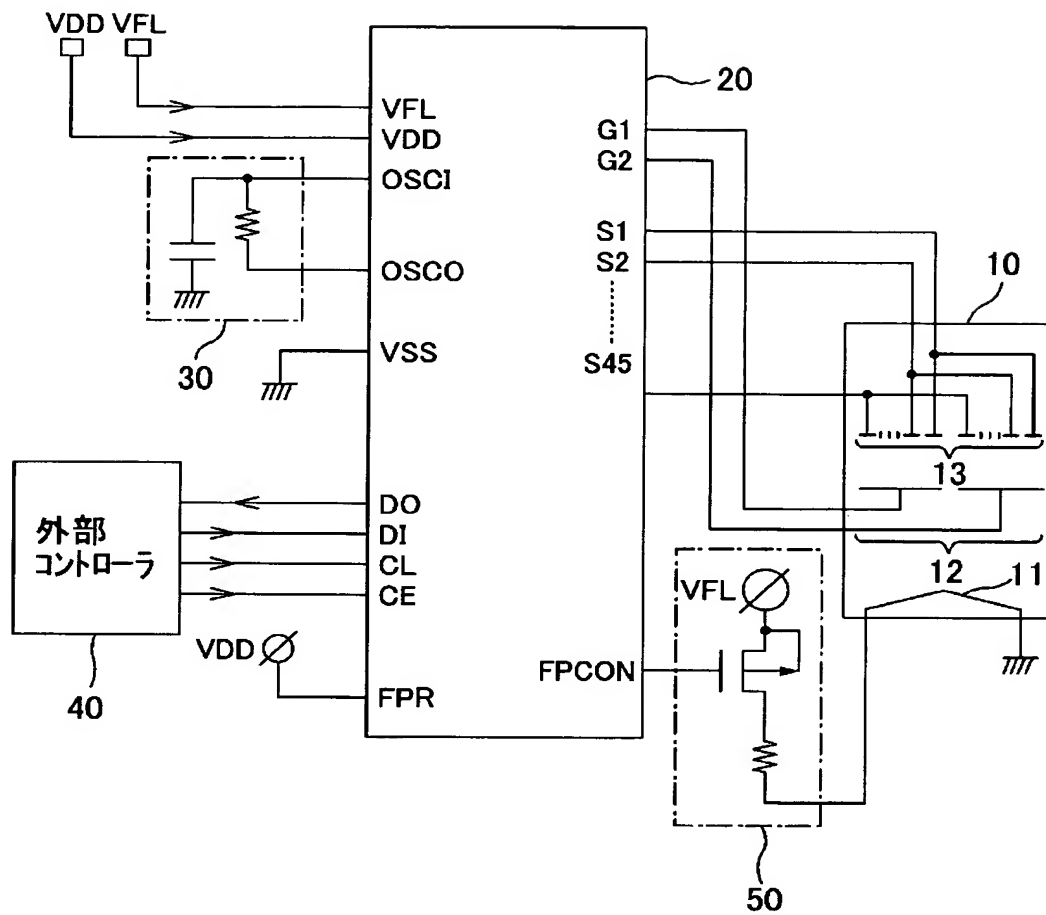 VDD VFL
20
VFL
VDD
OSCI
OSCO
30
VSS
G1
G2
S1
S2
S45
10
13
12
11
外部
コントローラ
40
DO
DI
CL
CE
VDD
FPR
FPCON
VFL
50